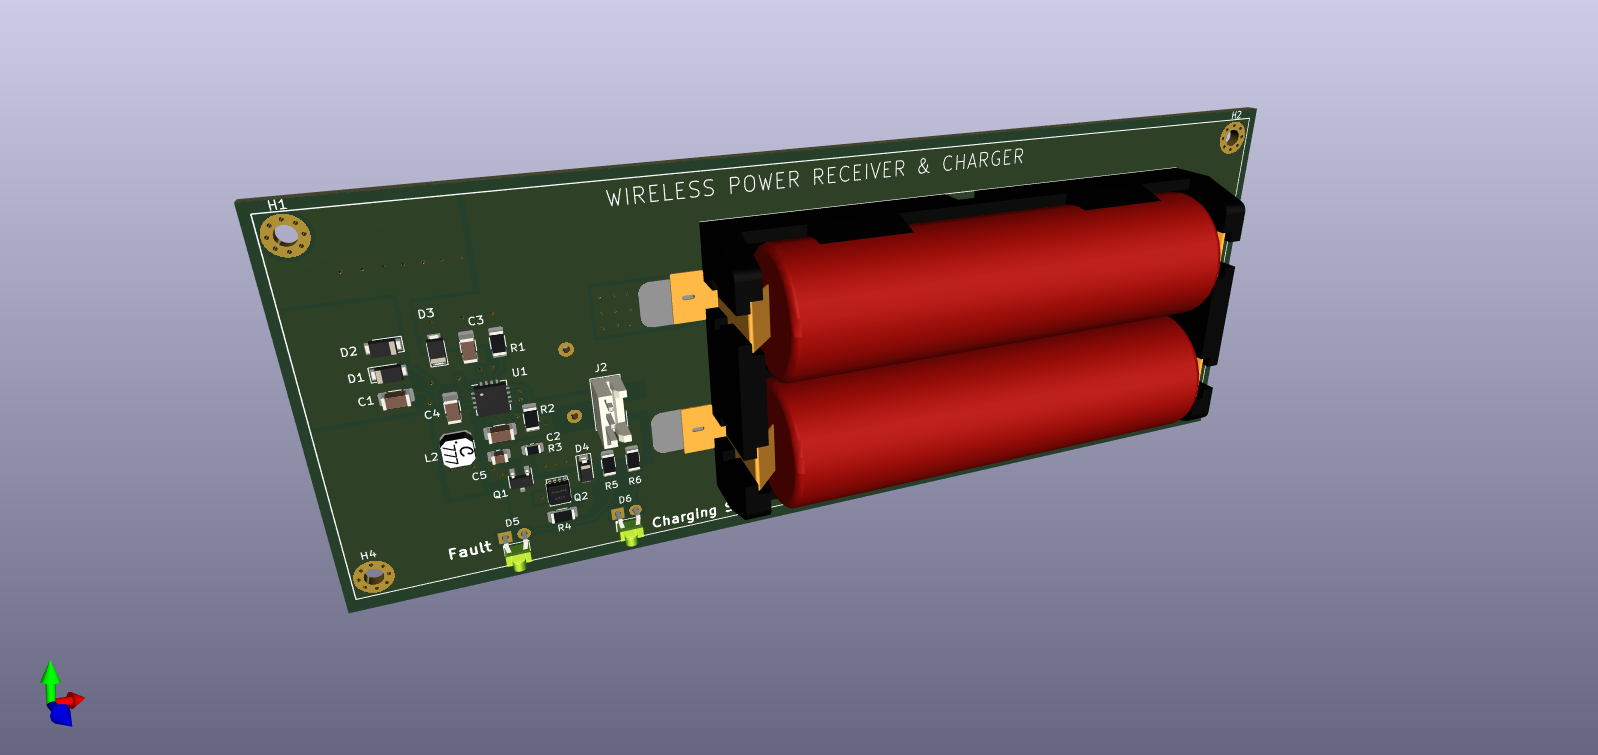 H2
WIRELESS POWER RECEIVER & CHARGER
H1
D3
C3
D2
R1
D1
U1
J2
C1
C4
R2
C2
L2
R3
D4
C5
R5
R6
Q1
Q2
D6
D5
R4
Charging
Fault
H4